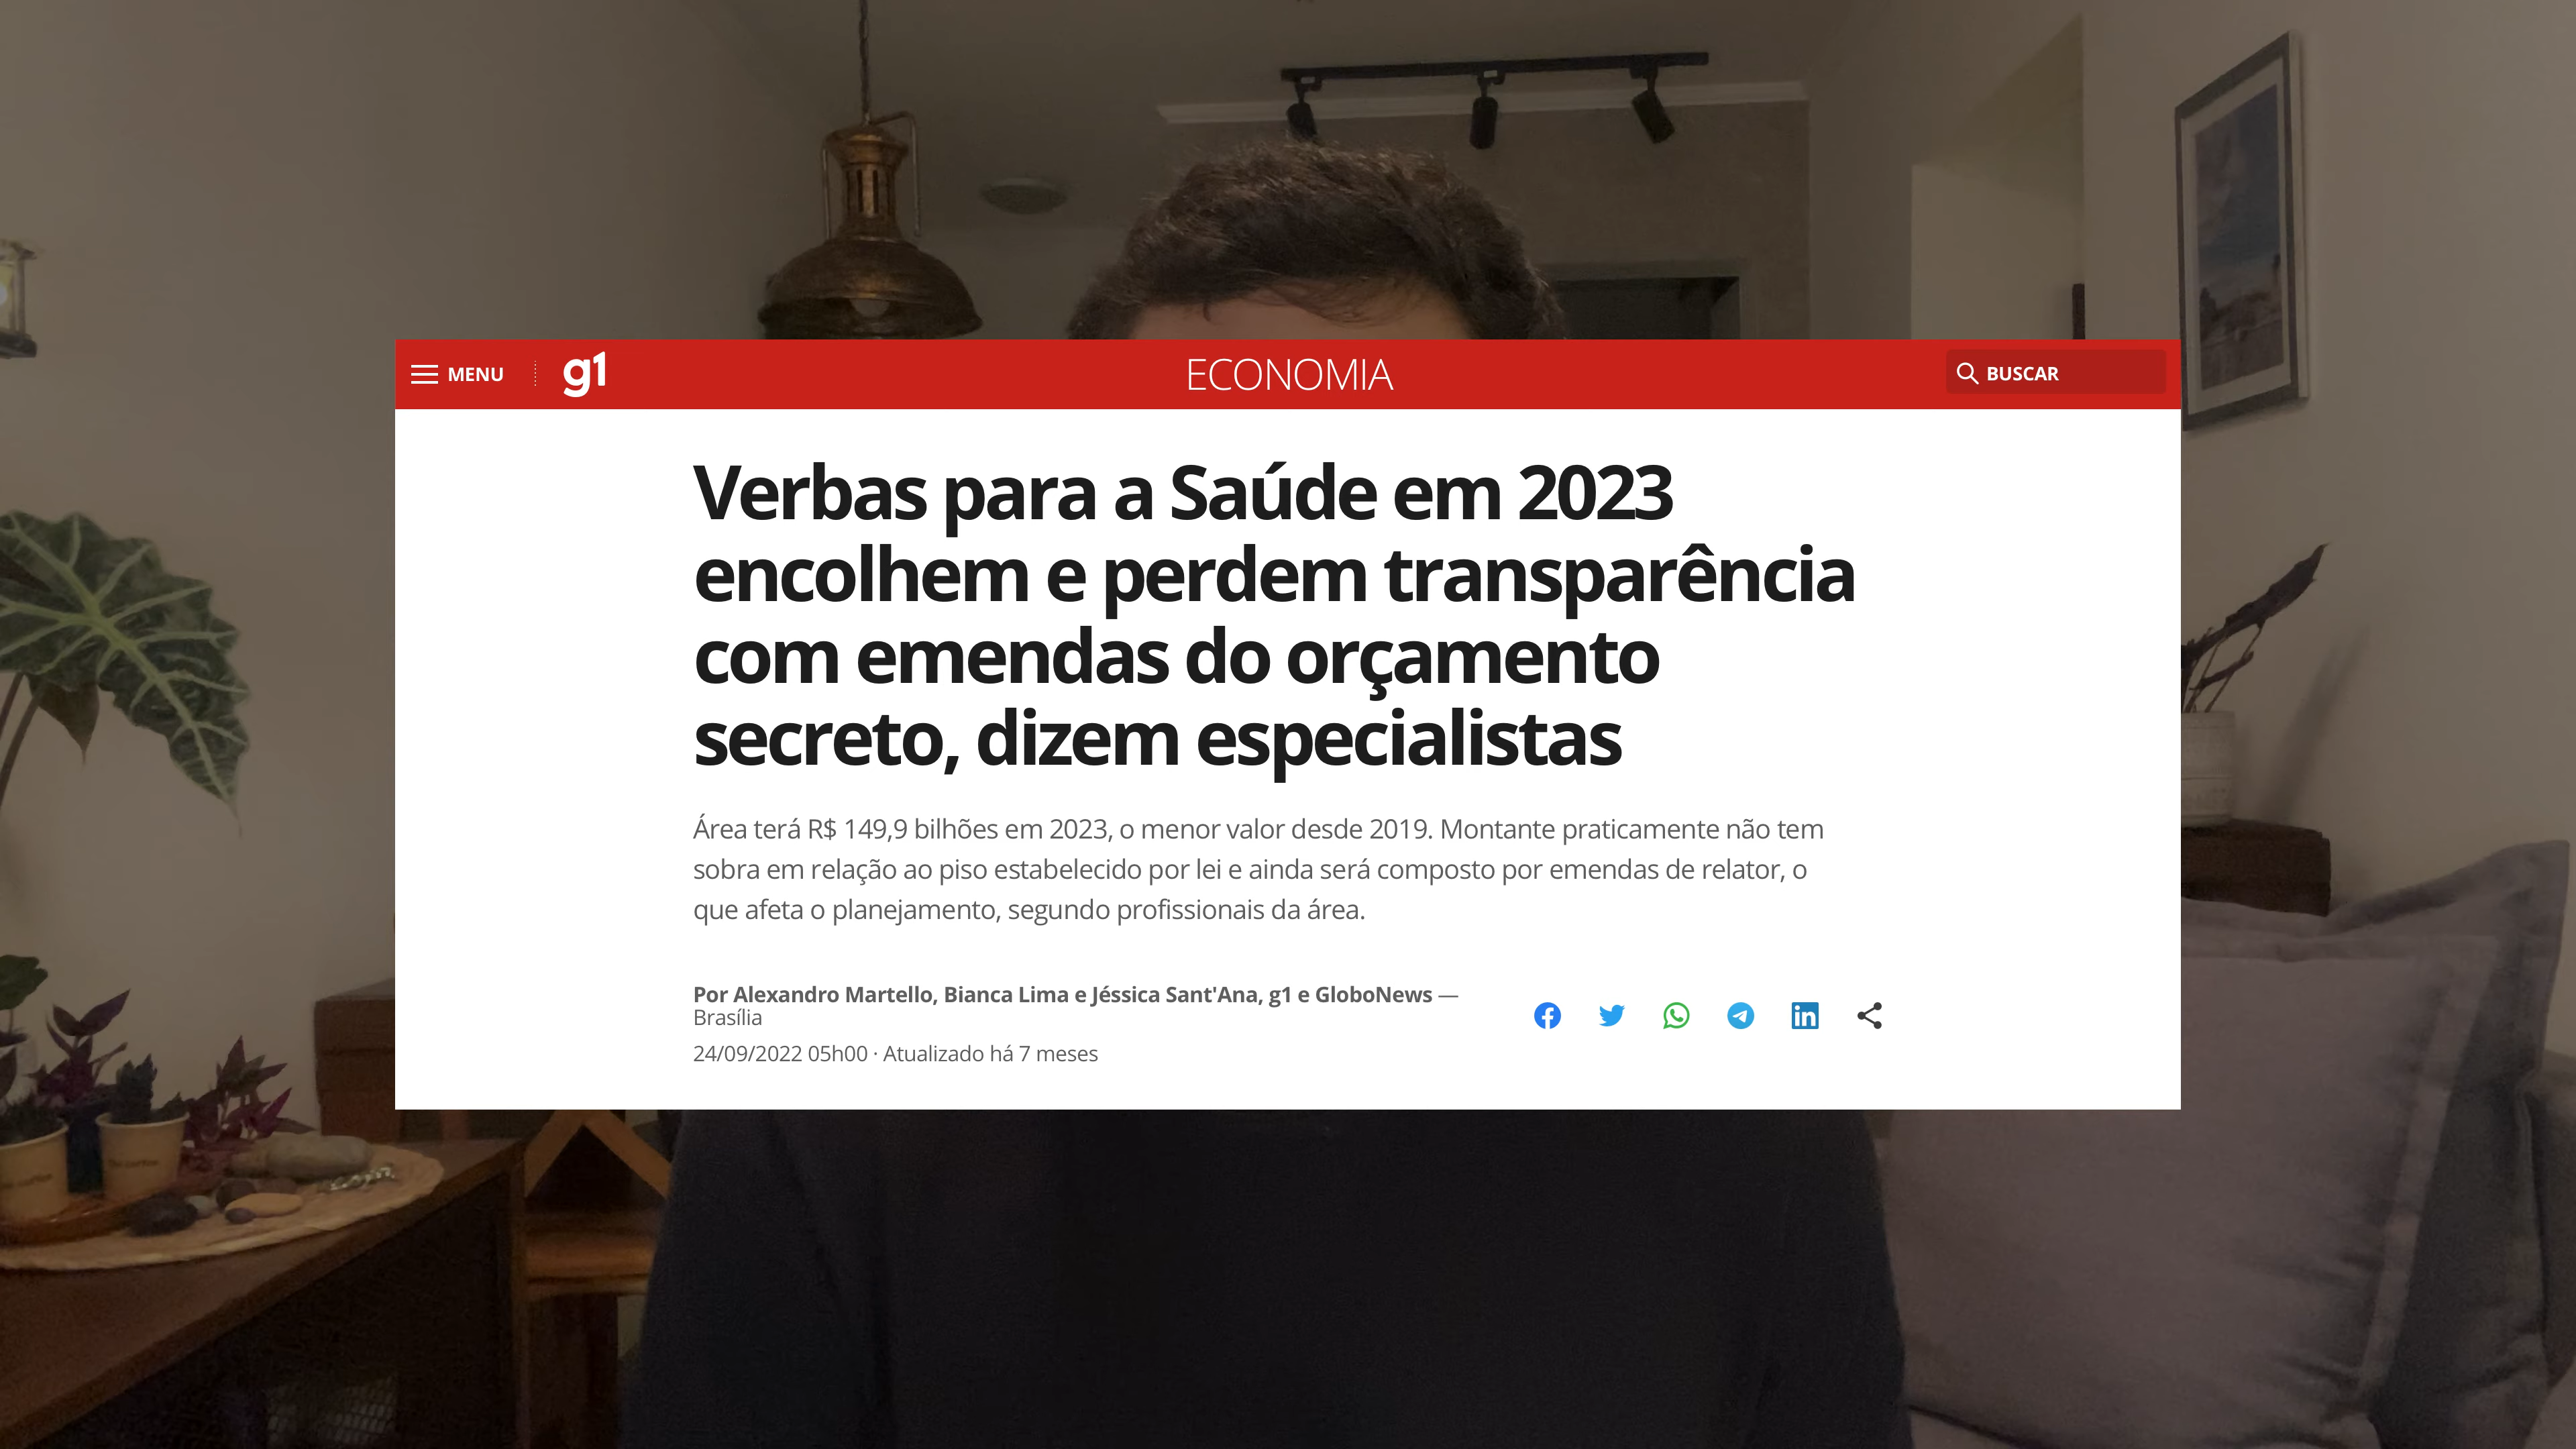 MENU
g1
ECONOMIA
BUSCAR
Verbas para a Saúde em 2023
encolhem e perdem transparência
com emendas do orçamento
secreto, dizem especialistas
Área terá R$ 149,9 bilhões em 2023, o menor valor desde 2019. Montante praticamente não tem
sobra em relação ao piso estabelecido por lei e ainda será composto por emendas de relator, o
que afeta o planejamento, segundo profissionais da área.
Por Alexandro Martello, Bianca Lima e Jéssica Sant'Ana, g1 e GloboNews —
Brasília
24/09/2022 05h00 · Atualizado há 7 meses